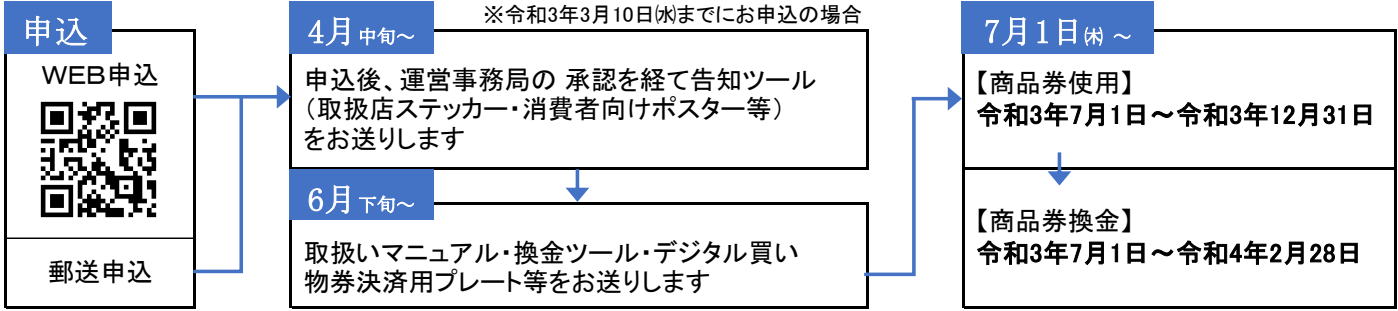 ※令和3年3月10日㈬までにお申込の場合
申込
WEB申込
郵送申込
4月 中旬～
申込後、運営事務局の 承認を経て告知ツール
（取扱店ステッカー・消費者向けポスター等）
をお送りします
6月 下旬～
取扱いマニュアル・換金ツール・デジタル買い
物券決済用プレート等をお送りします
7月1日㈭ ～
【商品券使用】
令和3年7月1日～令和3年12月31日
【商品券換金】
令和3年7月1日～令和4年2月28日